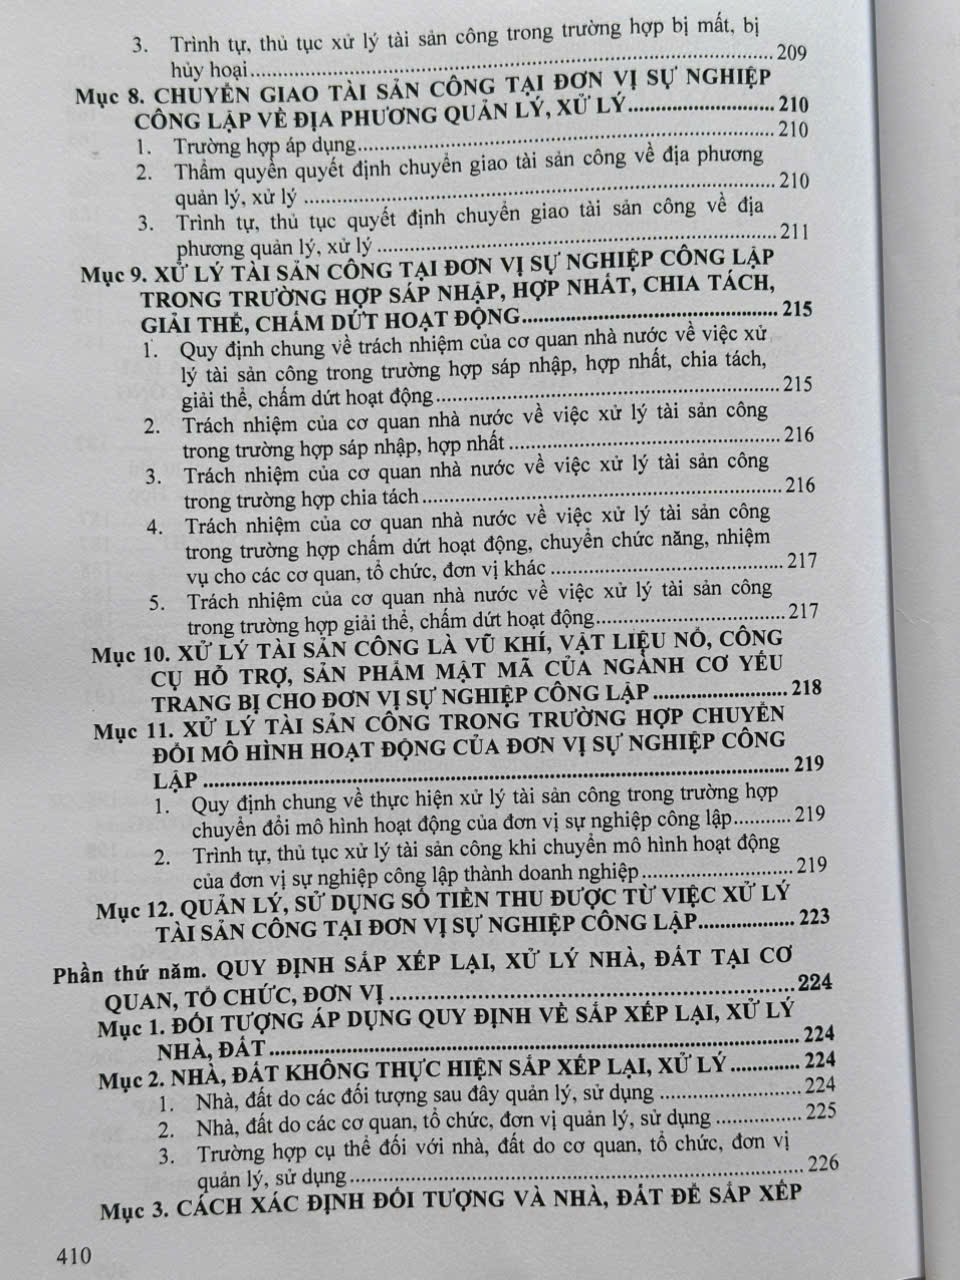 3. Trình tự, thủ tục xử lý tài sản công trong trường hợp bị mất, bị
hủy hoại...209
Mục 8. CHUYỂN GIAO TÀI SẢN CÔNG TẠI ĐƠN VỊ SỰ NGHIỆP
CÔNG LẬP VỀ ĐỊA PHƯƠNG QUẢN LÝ, XỬ LÝ...210
1. Trường hợp áp dụng...210
2. Thẩm quyền quyết định chuyển giao tài sản công về địa phương
quản lý, xử lý ...210
3. Trình tự, thủ tục quyết định chuyển giao tài sản công về địa
phương quản lý, xử lý ...211
Mục 9. XỬ LÝ TÀI SẢN CÔNG TẠI ĐƠN VỊ SỰ NGHIỆP CÔNG LẬP
TRONG TRƯỜNG HỢP SÁP NHẬP, HỢP NHẤT, CHIA TÁCH,
GIẢI THỂ, CHẤM DỨT HOẠT ĐỘNG...215
1. Quy định chung về trách nhiệm của cơ quan nhà nước về việc xử
lý tài sản công trong trường hợp sáp nhập, hợp nhất, chia tách,
giải thể, chấm dứt hoạt động...215
2. Trách nhiệm của cơ quan nhà nước về việc xử lý tài sản công
trong trường hợp sáp nhập, hợp nhất ...216
3. Trách nhiệm của cơ quan nhà nước về việc xử lý tài sản công
trong trường hợp chia tách ...216
4. Trách nhiệm của cơ quan nhà nước về việc xử lý tài sản công
trong trường hợp chấm dứt hoạt động, chuyển chức năng, nhiệm
vụ cho các cơ quan, tổ chức, đơn vị khác ...217
5. Trách nhiệm của cơ quan nhà nước về việc xử lý tài sản công
trong trường hợp giải thể, chấm dứt hoạt động...217
Mục 10. XỬ LÝ TÀI SẢN CÔNG LÀ VŨ KHÍ, VẬT LIỆU NỔ, CÔNG
CỤ HỖ TRỢ, SẢN PHẨM MẬT MÃ CỦA NGÀNH CƠ YẾU
TRANG BỊ CHO ĐƠN VỊ SỰ NGHIỆP CÔNG LẬP ...218
Mục 11. XỬ LÝ TÀI SẢN CÔNG TRONG TRƯỜNG HỢP CHUYỂN
ĐỔI MÔ HÌNH HOẠT ĐỘNG CỦA ĐƠN VỊ SỰ NGHIỆP CÔNG
LẬP ...219
1. Quy định chung về thực hiện xử lý tài sản công trong trường hợp
chuyển đổi mô hình hoạt động của đơn vị sự nghiệp công lập...219
2. Trình tự, thủ tục xử lý tài sản công khi chuyển mô hình hoạt động
của đơn vị sự nghiệp công lập thành doanh nghiệp ...219
Mục 12. QUẢN LÝ, SỬ DỤNG SỐ TIỀN THU ĐƯỢC TỪ VIỆC XỬ LÝ
TÀI SẢN CÔNG TẠI ĐƠN VỊ SỰ NGHIỆP CÔNG LẬP...223
Phần thứ năm. QUY ĐỊNH SẮP XẾP LẠI, XỬ LÝ NHÀ, ĐẤT TẠI CƠ
QUAN, TỔ CHỨC, ĐƠN VỊ ...224
Mục 1. ĐỐI TƯỢNG ÁP DỤNG QUY ĐỊNH VỀ SẮP XẾP LẠI, XỬ LÝ
NHÀ, ĐẤT...224
Mục 2. NHÀ, ĐẤT KHÔNG THỰC HIỆN SẮP XẾP LẠI, XỬ LÝ ...224
1. Nhà, đất do các đối tượng sau đây quản lý, sử dụng ...224
2. Nhà, đất do các cơ quan, tổ chức, đơn vị quản lý, sử dụng ...225
3. Trường hợp cụ thể đối với nhà, đất do cơ quan, tổ chức, đơn vị
quản lý, sử dụng...226
Mục 3. CÁCH XÁC ĐỊNH ĐỐI TƯỢNG VÀ NHÀ, ĐẤT ĐỂ SẮP XẾP
410